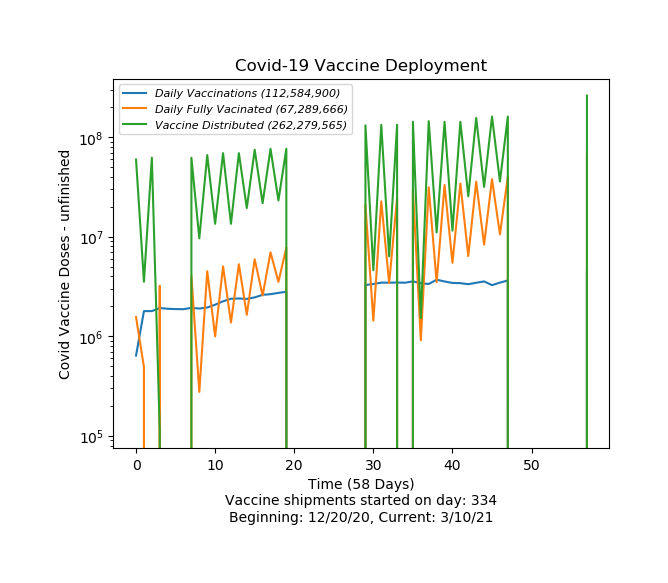 Covid-19 Vaccine Deployment
Daily Vaccinations (112,584,900)
Daily Fully Vacinated (67,289,666)
Vaccine Distributed (262,279,565)
Covid Vaccine Doses - unfinished
10^8
10^7
10^6
10^5
0 10 20 30 40 50
Time (58 Days)
Vaccine shipments started on day: 334
Beginning: 12/20/20, Current: 3/10/21